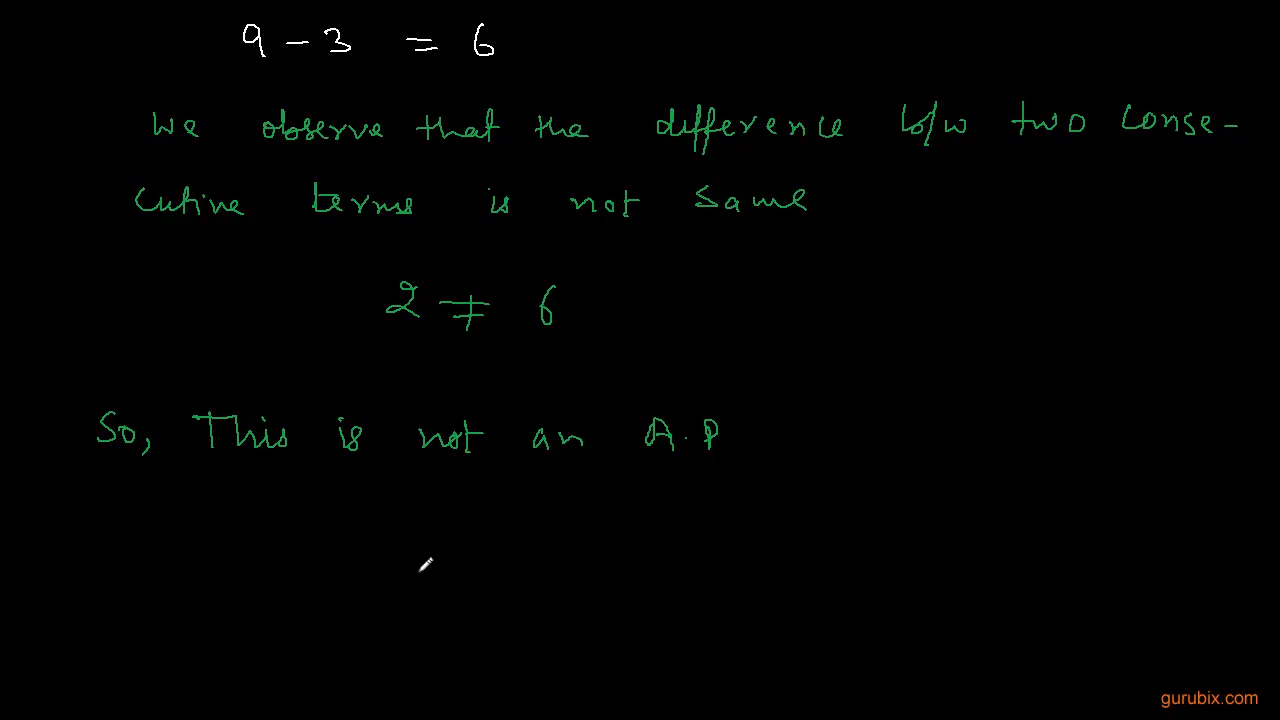 9 - 3 = 6
We observe that the difference b/w two conse-
cutive terms is not same
2 ≠ 6
So, This is not an A.P
gurubix.com